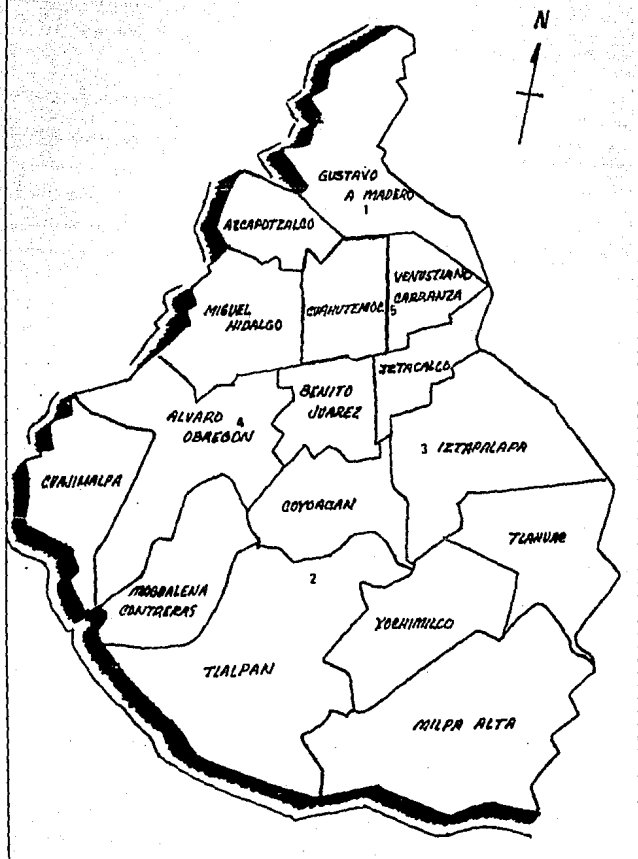 N
GUSTAVO
A MADERO
1
AZCAPOTZALCO
VENUSTIANO
CARRANZA
5
MIGUEL
HIDALGO
CUAHUTEMOC
IZTACALCO
BENITO
JUAREZ
ALVARO
OBREGON
4
3 IZTAPALAPA
CUAJIMALPA
COYOACAN
TLAHUAC
2
MAGDALENA
CONTRERAS
XOCHIMILCO
TLALPAN
MILPA ALTA